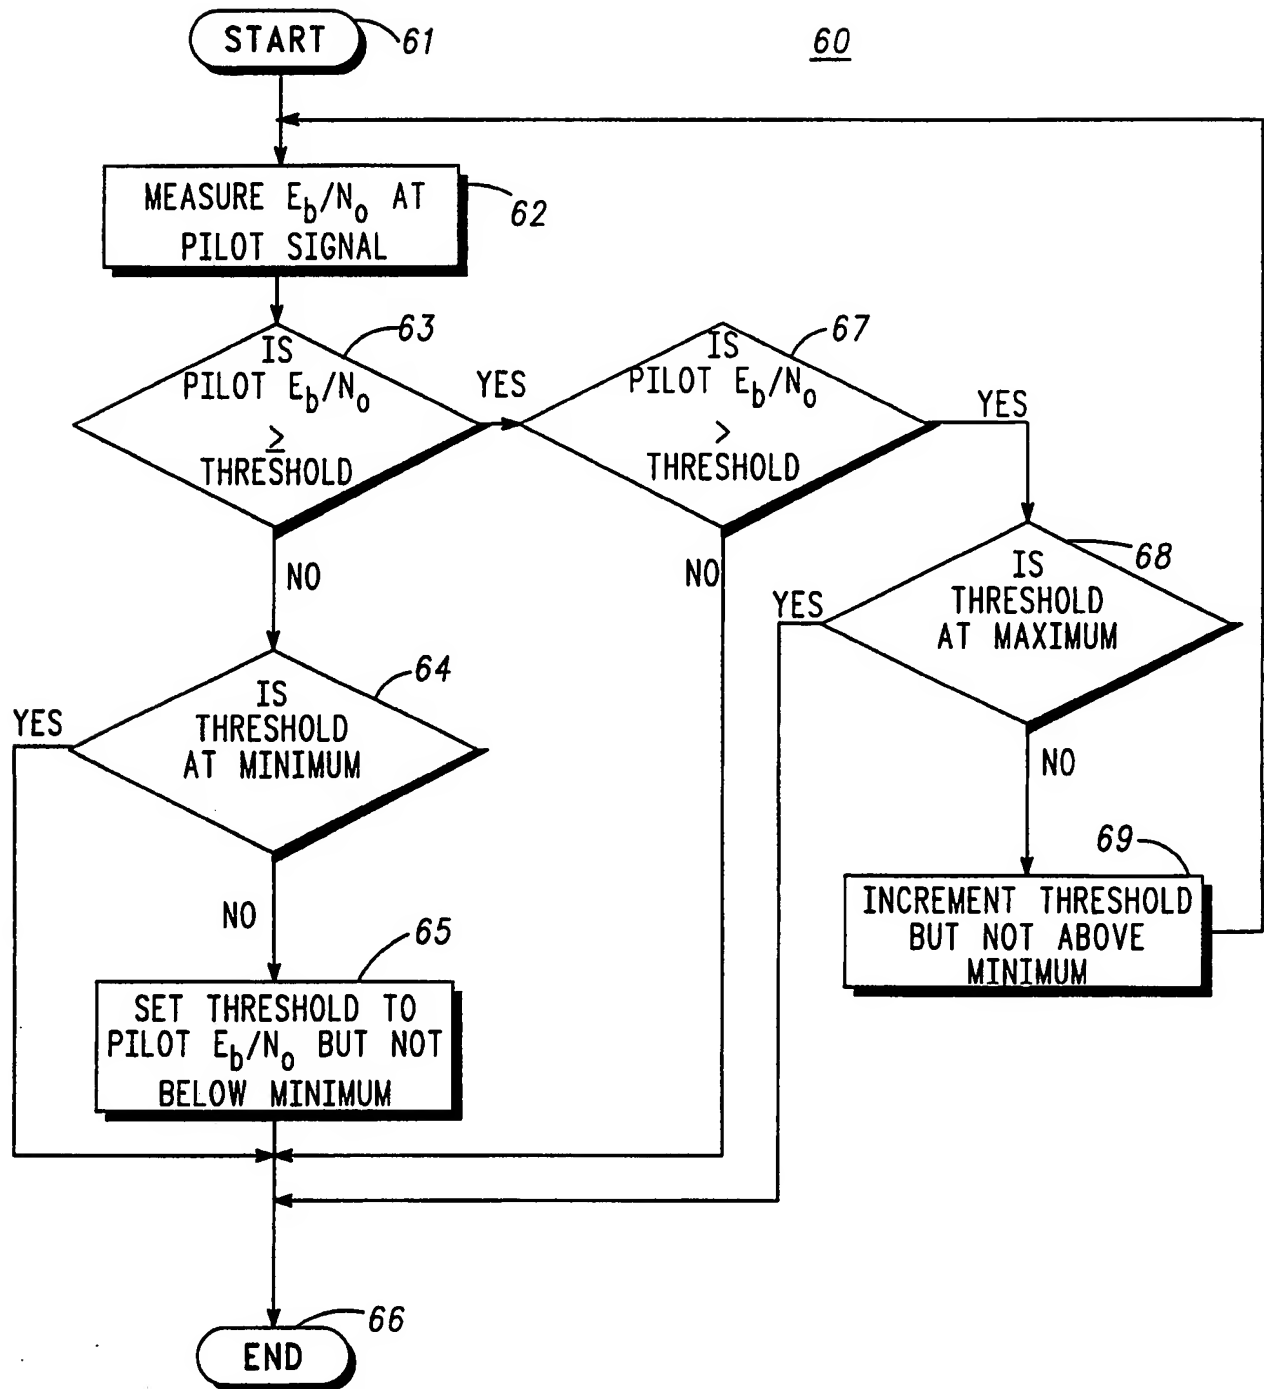 START
61
60
MEASURE Eb/No AT
PILOT SIGNAL
62
IS
PILOT Eb/No
≥
THRESHOLD
63
YES
IS
PILOT Eb/No
>
THRESHOLD
67
YES
NO
NO
IS
THRESHOLD
AT MAXIMUM
68
YES
NO
IS
THRESHOLD
AT MINIMUM
64
YES
NO
69
INCREMENT THRESHOLD
BUT NOT ABOVE
MINIMUM
65
SET THRESHOLD TO
PILOT Eb/No BUT NOT
BELOW MINIMUM
66
END